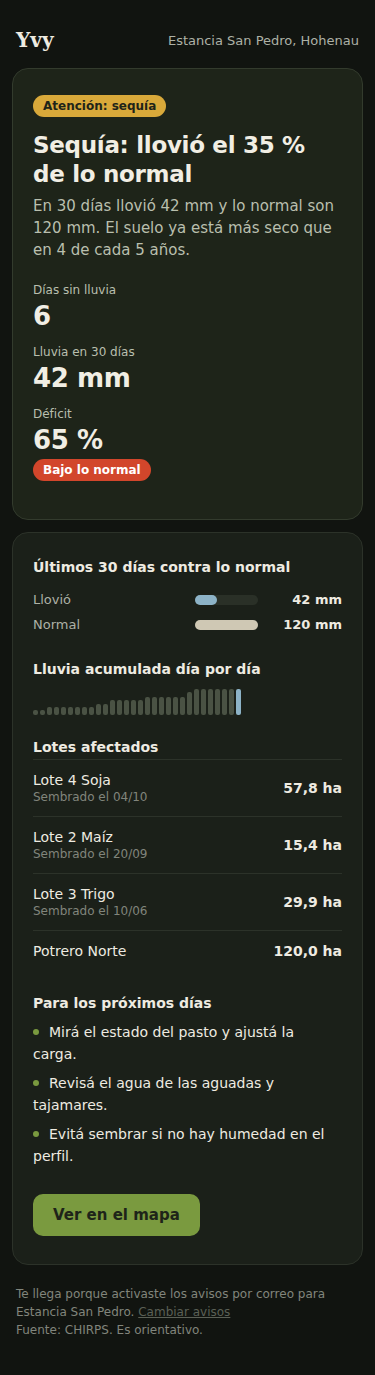 Yvy
Estancia San Pedro, Hohenau
Atención: sequía
Sequía: llovió el 35 %
de lo normal
En 30 días llovió 42 mm y lo normal son
120 mm. El suelo ya está más seco que
en 4 de cada 5 años.
Días sin lluvia
6
Lluvia en 30 días
42 mm
Déficit
65 %
Bajo lo normal
Últimos 30 días contra lo normal
Llovió 42 mm
Normal 120 mm
Lluvia acumulada día por día
Lotes afectados
Lote 4 Soja
Sembrado el 04/10
57,8 ha
Lote 2 Maíz
Sembrado el 20/09
15,4 ha
Lote 3 Trigo
Sembrado el 10/06
29,9 ha
Potrero Norte 120,0 ha
Para los próximos días
Mirá el estado del pasto y ajustá la
carga.
Revisá el agua de las aguadas y
tajamares.
Evitá sembrar si no hay humedad en el
perfil.
Ver en el mapa
Te llega porque activaste los avisos por correo para
Estancia San Pedro. Cambiar avisos
Fuente: CHIRPS. Es orientativo.